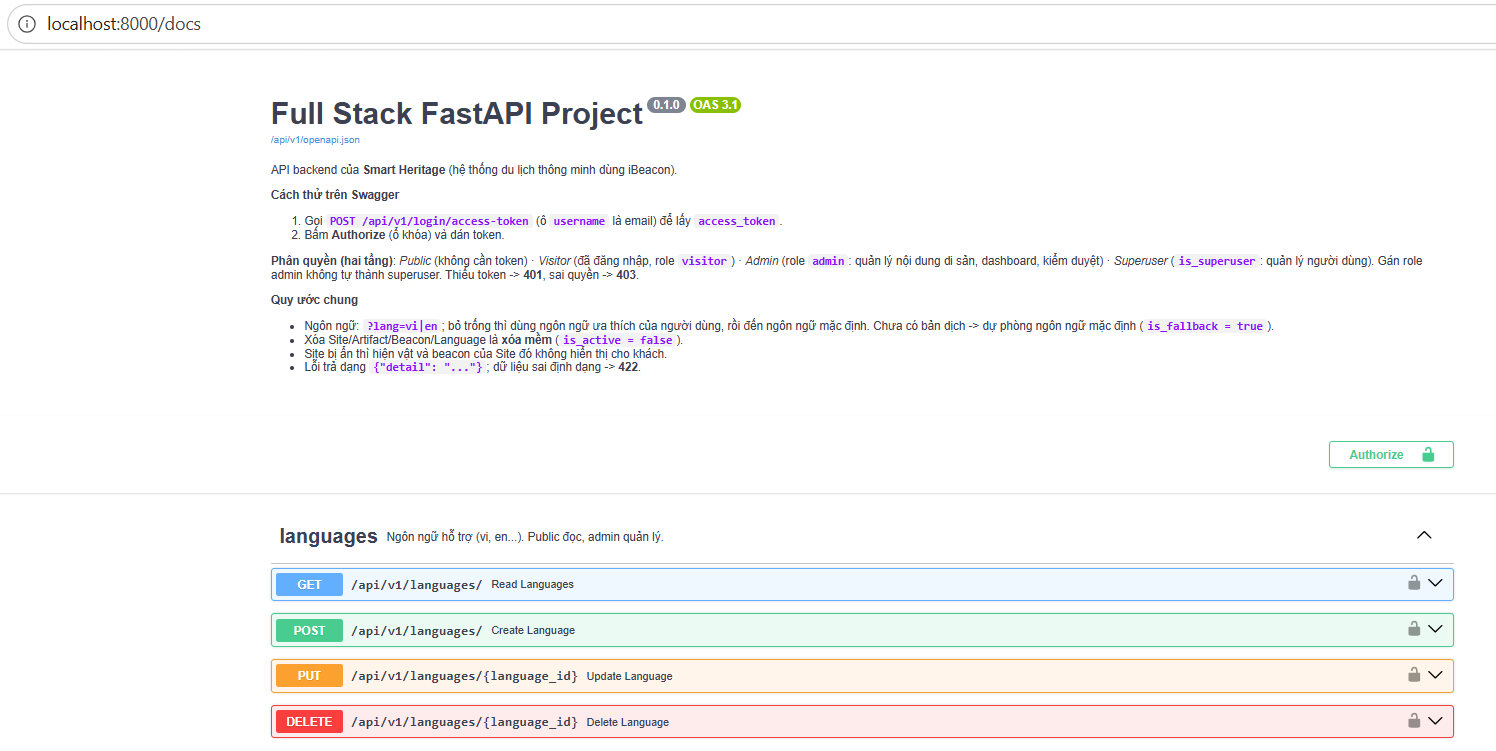 localhost:8000/docs
Full Stack FastAPI Project 0.1.0 OAS 3.1
/api/v1/openapi.json
API backend của Smart Heritage (hệ thống du lịch thông minh dùng iBeacon).
Cách thử trên Swagger
1. Gọi POST /api/v1/login/access-token (ô username là email) để lấy access_token .
2. Bấm Authorize (ổ khóa) và dán token.
Phân quyền (hai tầng): Public (không cần token) · Visitor (đã đăng nhập, role visitor ) · Admin (role admin : quản lý nội dung di sản, dashboard, kiểm duyệt) · Superuser ( is_superuser : quản lý người dùng). Gán role
admin không tự thành superuser. Thiếu token -> 401, sai quyền -> 403.
Quy ước chung
• Ngôn ngữ: ?lang=vi|en ; bỏ trống thì dùng ngôn ngữ ưa thích của người dùng, rồi đến ngôn ngữ mặc định. Chưa có bản dịch -> dự phòng ngôn ngữ mặc định ( is_fallback = true ).
• Xóa Site/Artifact/Beacon/Language là xóa mềm ( is_active = false ).
• Site bị ẩn thì hiện vật và beacon của Site đó không hiển thị cho khách.
• Lỗi trả dạng {"detail": "..."} ; dữ liệu sai định dạng -> 422.
Authorize
languages Ngôn ngữ hỗ trợ (vi, en...). Public đọc, admin quản lý.
GET /api/v1/languages/ Read Languages
POST /api/v1/languages/ Create Language
PUT /api/v1/languages/{language_id} Update Language
DELETE /api/v1/languages/{language_id} Delete Language